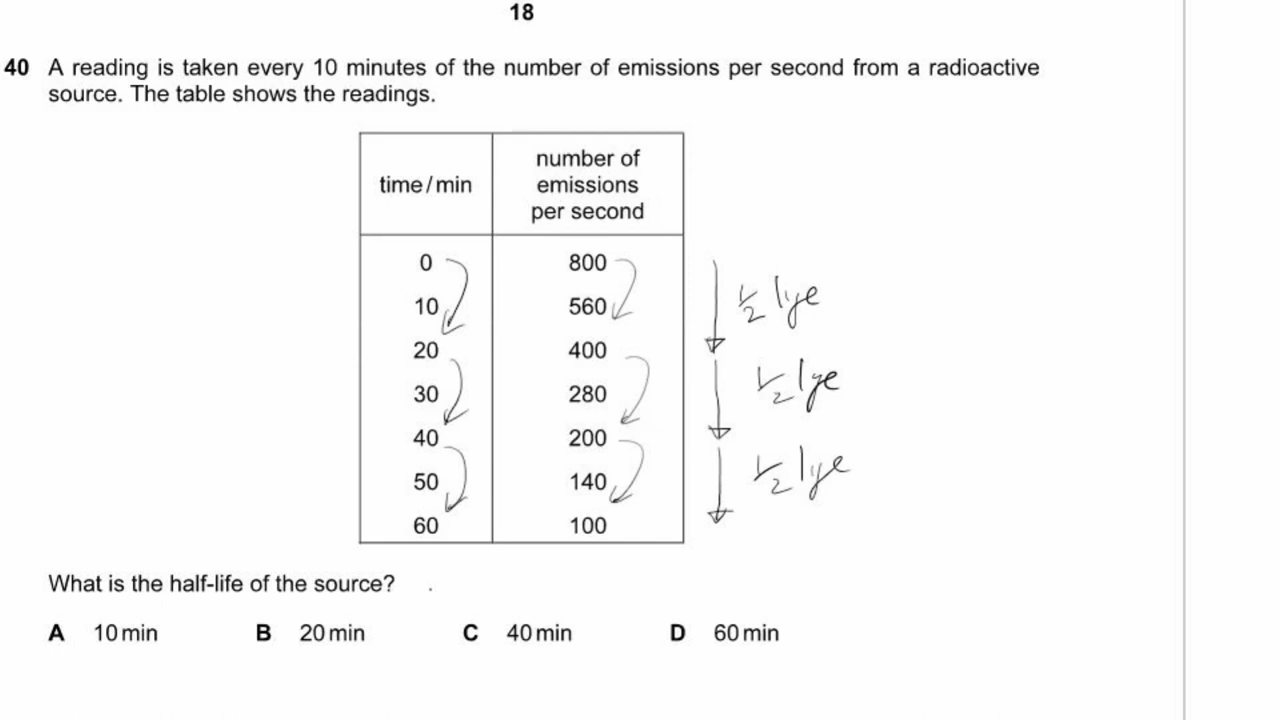 18
40 A reading is taken every 10 minutes of the number of emissions per second from a radioactive
source. The table shows the readings.
time/min
number of
emissions
per second
0 800
10 560
20 400
30 280
40 200
50 140
60 100
½ lye
½ lye
½ lye
What is the half-life of the source?
A 10 min B 20 min C 40 min D 60 min